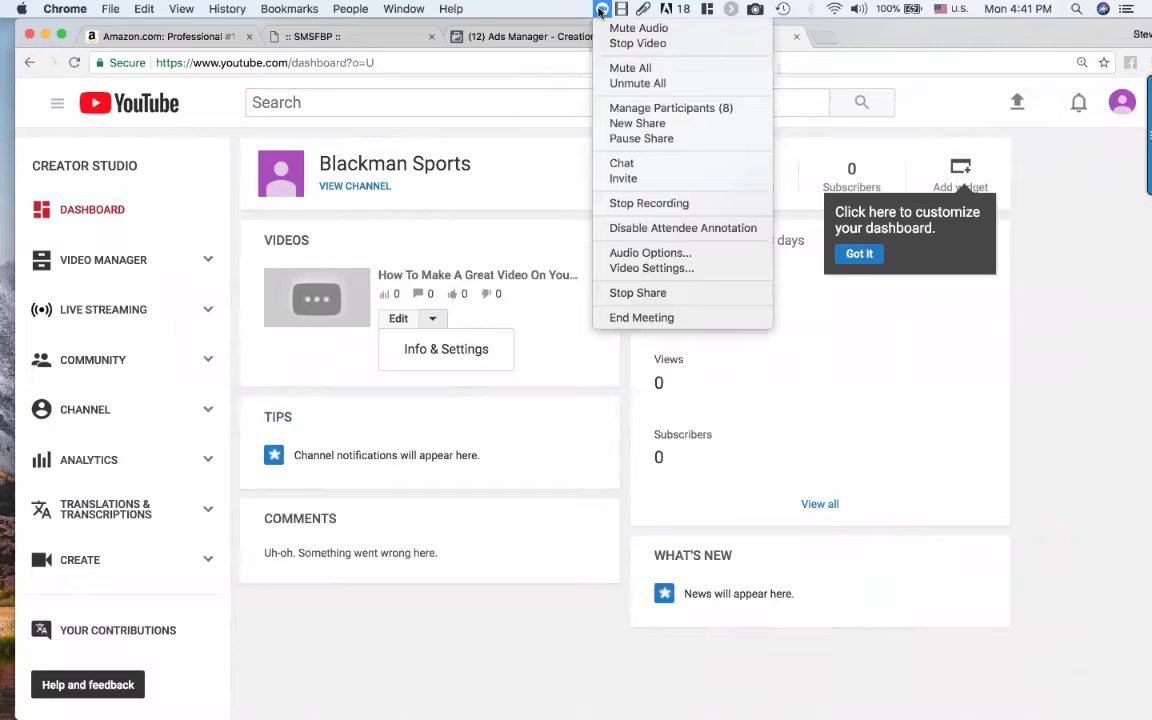 Chrome File Edit View History Bookmarks People Window Help 18 100% U.S. Mon 4:41 PM
Amazon.com: Professional #1 × :: SMSFBP :: × (12) Ads Manager - Creation × Stev
Secure https://www.youtube.com/dashboard?o=U
YouTube Search
Mute Audio
Stop Video
Mute All
Unmute All
Manage Participants (8)
New Share
Pause Share
Chat
Invite
Stop Recording
Disable Attendee Annotation
Audio Options...
Video Settings...
Stop Share
End Meeting
CREATOR STUDIO
DASHBOARD
VIDEO MANAGER
LIVE STREAMING
COMMUNITY
CHANNEL
ANALYTICS
TRANSLATIONS &
TRANSCRIPTIONS
CREATE
YOUR CONTRIBUTIONS
Help and feedback
Blackman Sports
VIEW CHANNEL
0
Subscribers
Add widget
Click here to customize
your dashboard.
Got it
VIDEOS
How To Make A Great Video On You...
0 0 0 0
Edit
Info & Settings
TIPS
Channel notifications will appear here.
COMMENTS
Uh-oh. Something went wrong here.
days
Views
0
Subscribers
0
View all
WHAT'S NEW
News will appear here.